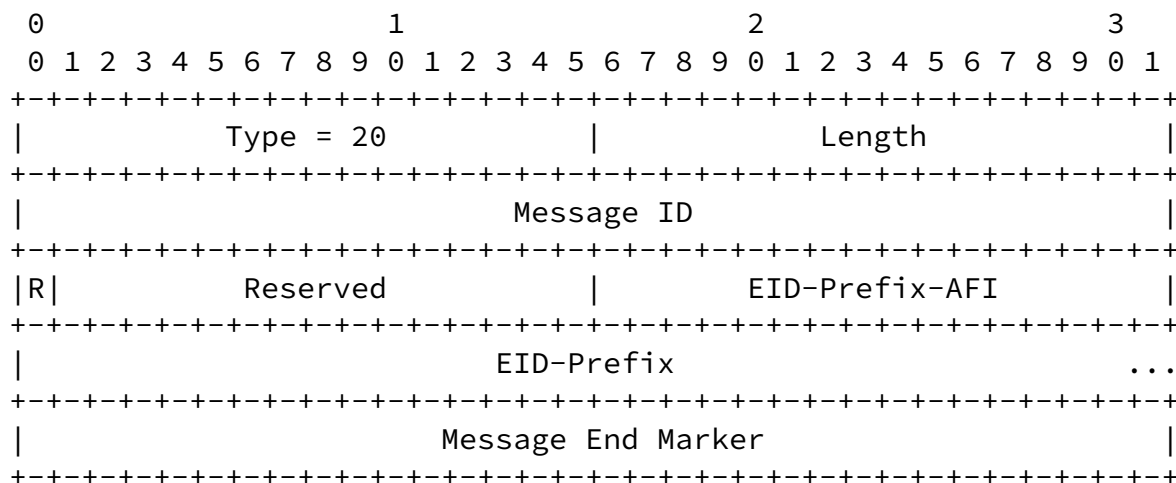 0                   1                   2                   3
 0 1 2 3 4 5 6 7 8 9 0 1 2 3 4 5 6 7 8 9 0 1 2 3 4 5 6 7 8 9 0 1
+-+-+-+-+-+-+-+-+-+-+-+-+-+-+-+-+-+-+-+-+-+-+-+-+-+-+-+-+-+-+-+-+
|           Type = 20           |            Length             |
+-+-+-+-+-+-+-+-+-+-+-+-+-+-+-+-+-+-+-+-+-+-+-+-+-+-+-+-+-+-+-+-+
|                           Message ID                          |
+-+-+-+-+-+-+-+-+-+-+-+-+-+-+-+-+-+-+-+-+-+-+-+-+-+-+-+-+-+-+-+-+
|R|          Reserved           |        EID-Prefix-AFI         |
+-+-+-+-+-+-+-+-+-+-+-+-+-+-+-+-+-+-+-+-+-+-+-+-+-+-+-+-+-+-+-+-+
|                          EID-Prefix                         ...
+-+-+-+-+-+-+-+-+-+-+-+-+-+-+-+-+-+-+-+-+-+-+-+-+-+-+-+-+-+-+-+-+
|                       Message End Marker                      |
+-+-+-+-+-+-+-+-+-+-+-+-+-+-+-+-+-+-+-+-+-+-+-+-+-+-+-+-+-+-+-+-+